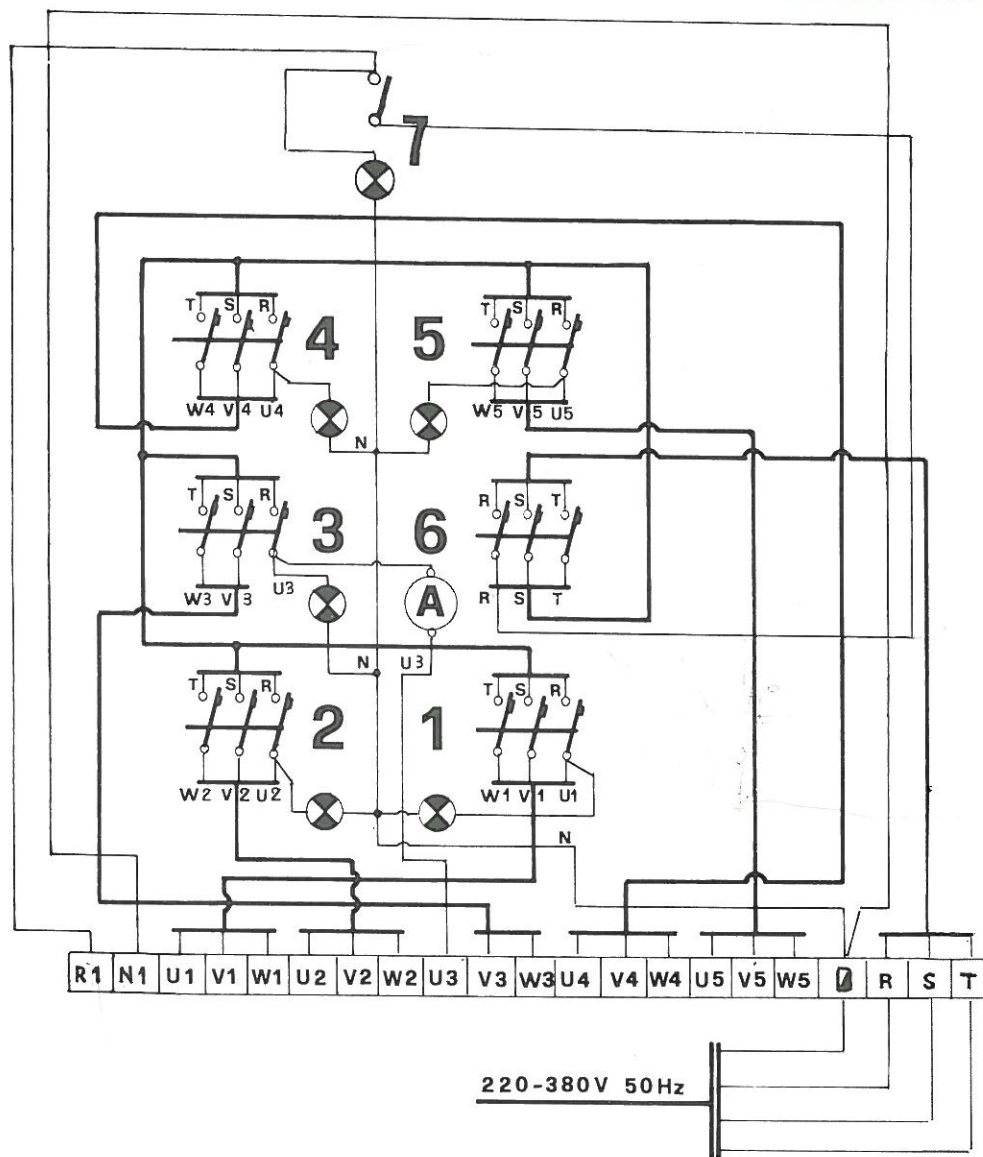 7
T S R
4
W4 V4 U4
5
T S R
W5 V5 U5
N
T S R
3
W3 V3 U3
6
R S T
R S T
A
N U3
T S R
2
W2 V2 U2
1
T S R
W1 V1 U1
N
R1 N1 U1 V1 W1 U2 V2 W2 U3 V3 W3 U4 V4 W4 U5 V5 W5 0 R S T
220-380V 50Hz